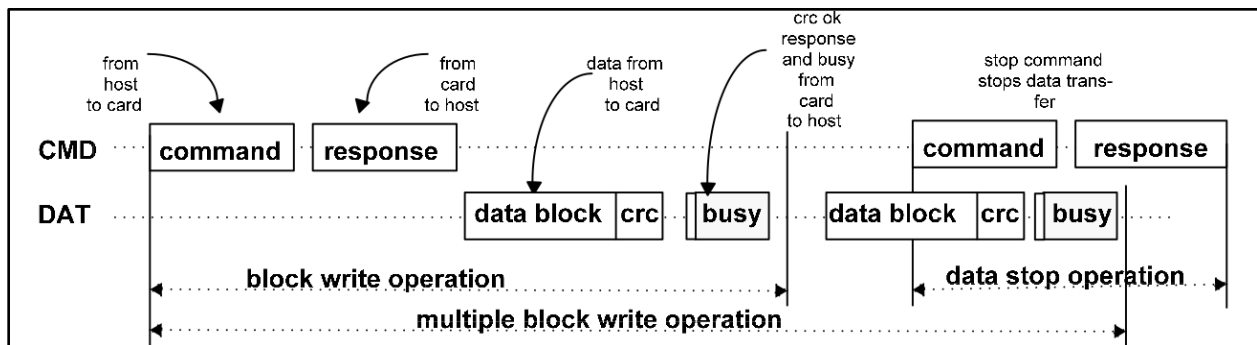 from
host
to card
from
card
to host
data from
host
to card
crc ok
response
and busy
from
card
to host
stop command
stops data trans-
fer
CMD
command
response
command
response
DAT
data block
crc
busy
data block
crc
busy
block write operation
data stop operation
multiple block write operation